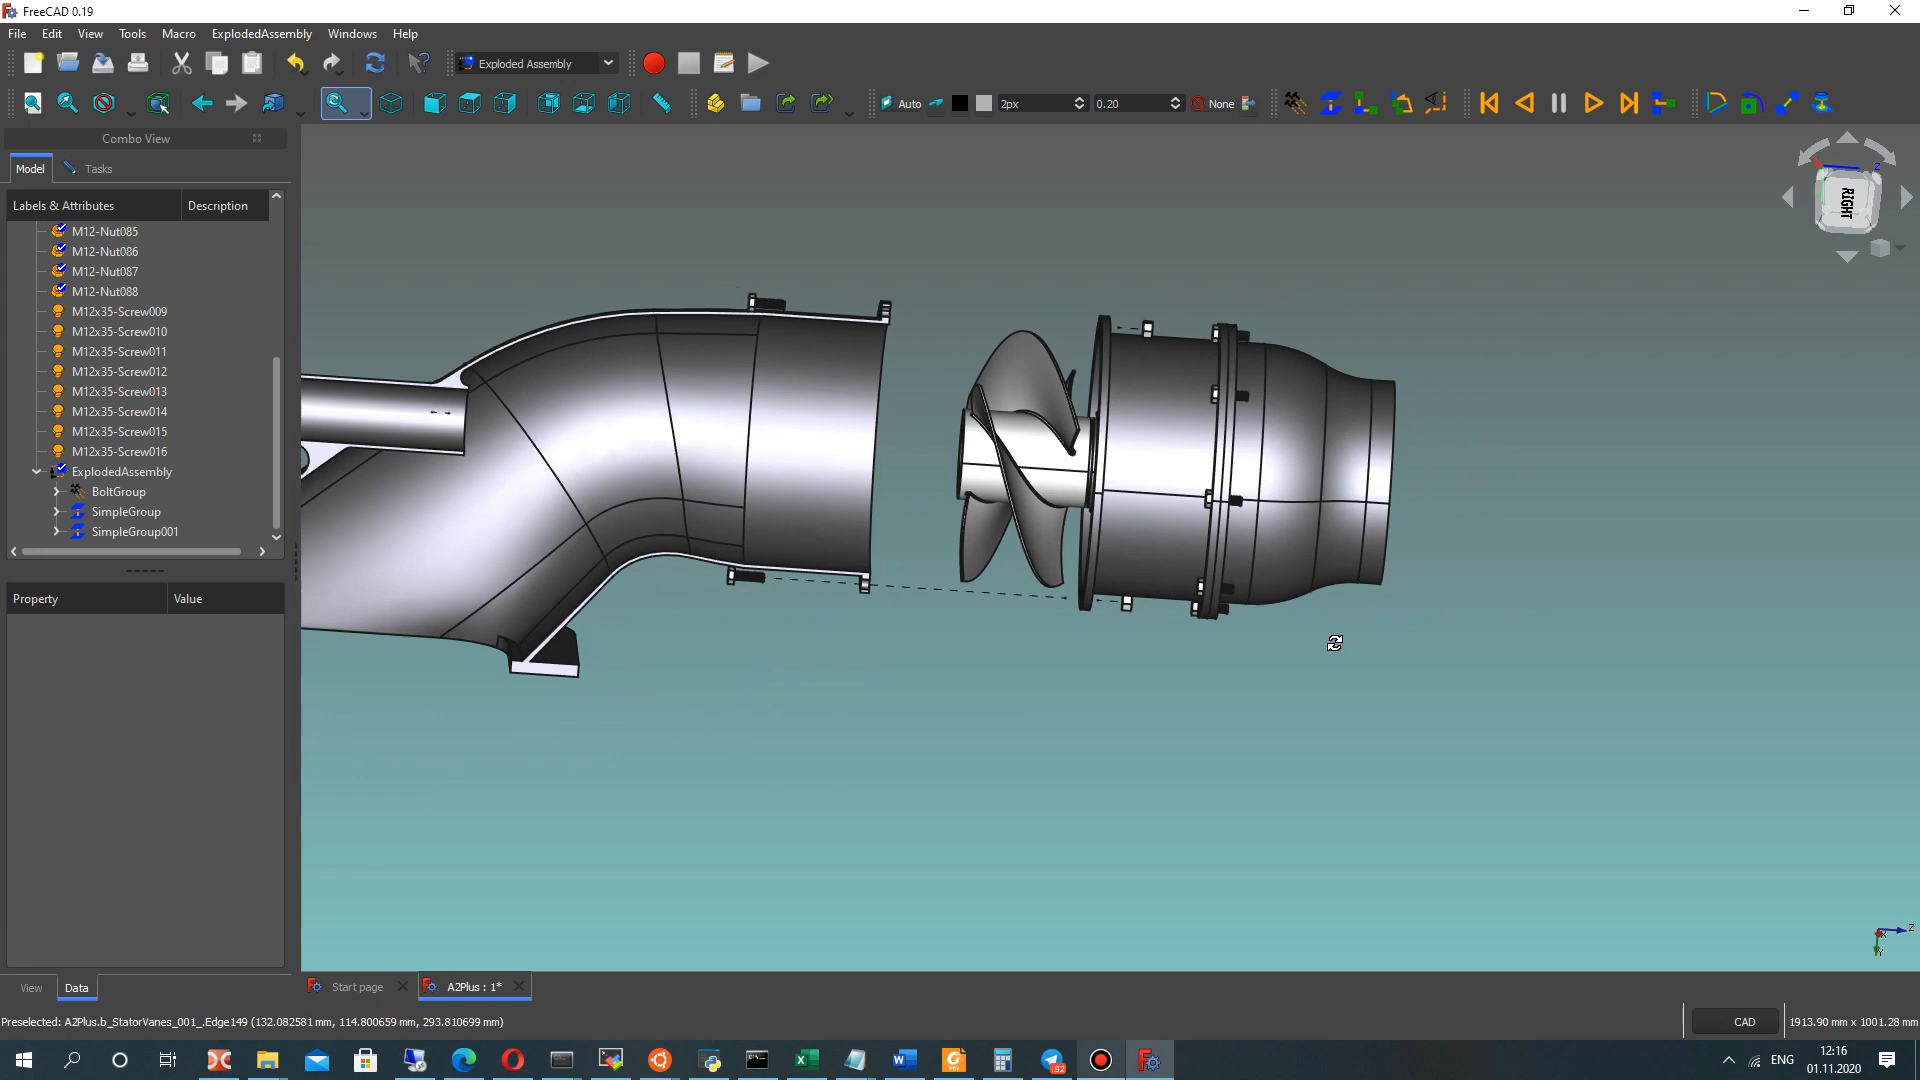 FreeCAD 0.19
File Edit View Tools Macro ExplodedAssembly Windows Help
Exploded Assembly
Auto 2px 0.20 None
Combo View
Model Tasks
Labels & Attributes Description
M12-Nut085
M12-Nut086
M12-Nut087
M12-Nut088
M12x35-Screw009
M12x35-Screw010
M12x35-Screw011
M12x35-Screw012
M12x35-Screw013
M12x35-Screw014
M12x35-Screw015
M12x35-Screw016
ExplodedAssembly
BoltGroup
SimpleGroup
SimpleGroup001
Property Value
RIGHT
Z
Z
Y
View Data
Start page A2Plus : 1*
Preselected: A2Plus.b_StatorVanes_001_.Edge149 (132.082581 mm, 114.800659 mm, 293.810699 mm)
CAD 1913.90 mm x 1001.28 mm
92
ENG
12:16
01.11.2020